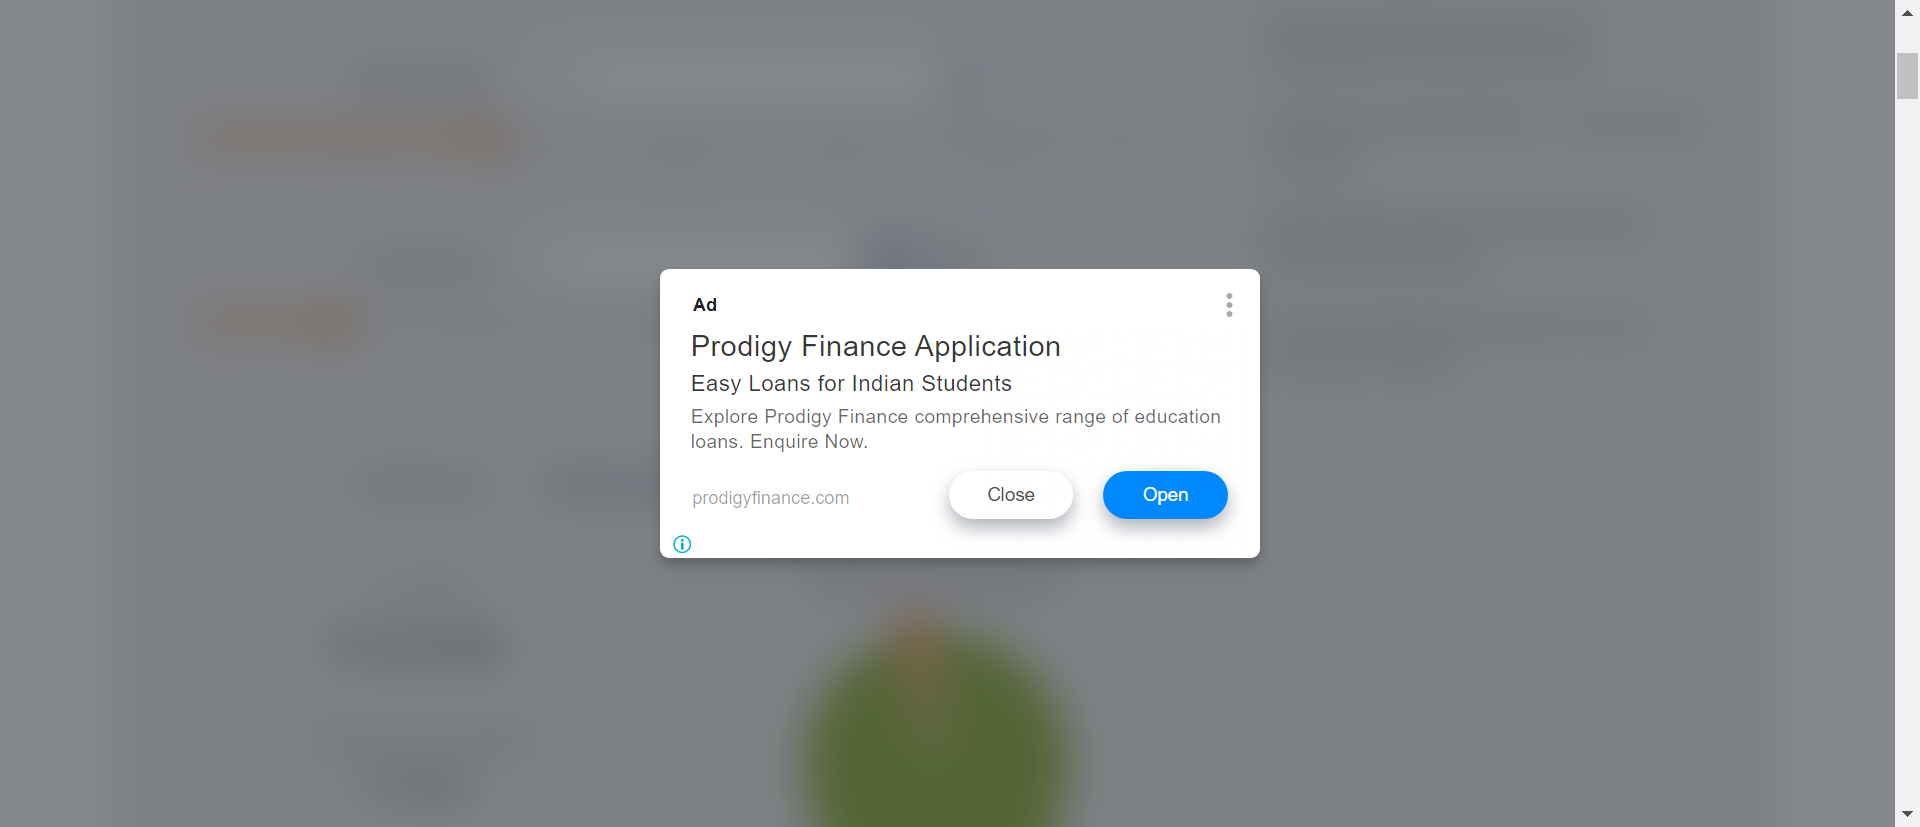 Ad
Prodigy Finance Application
Easy Loans for Indian Students
Explore Prodigy Finance comprehensive range of education
loans. Enquire Now.
prodigyfinance.com
Close
Open